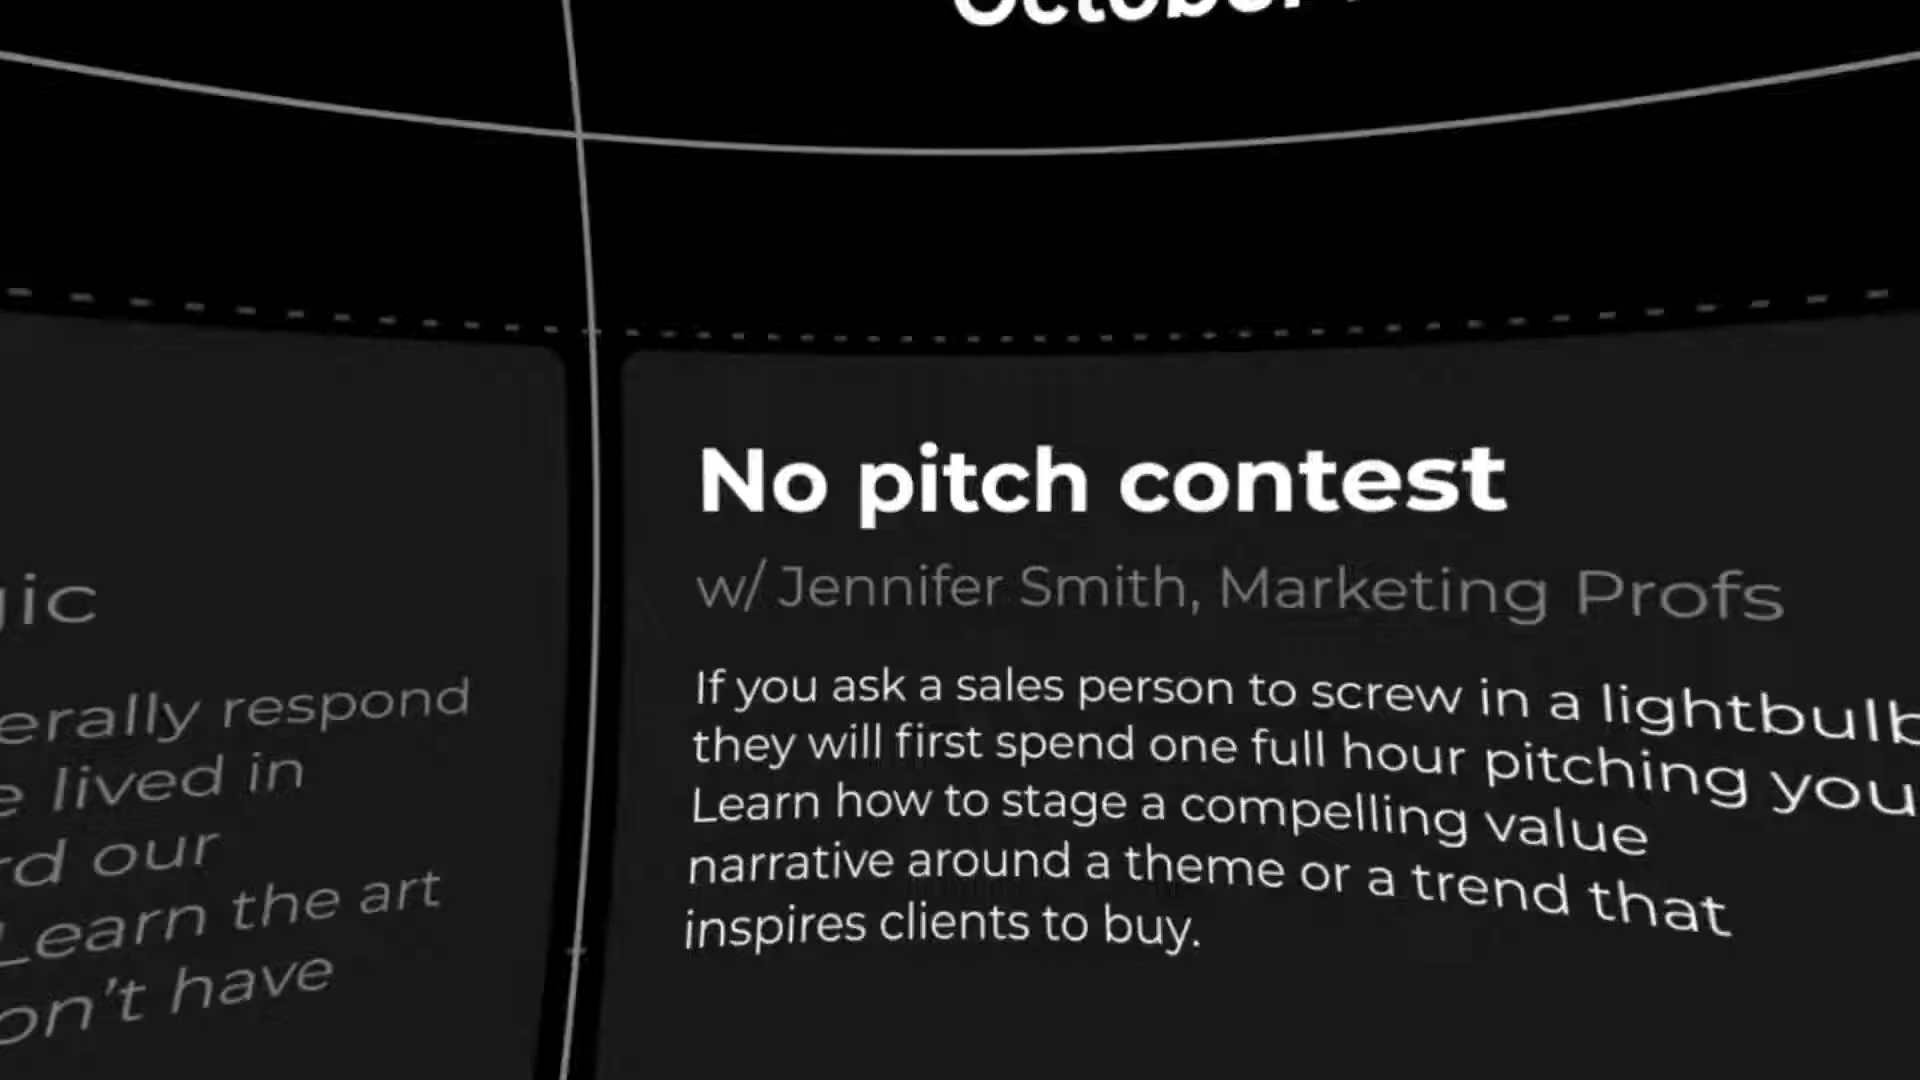 October
gic
erally respond
e lived in
rd our
Learn the art
on't have
No pitch contest
w/ Jennifer Smith, Marketing Profs
If you ask a sales person to screw in a lightbulb
they will first spend one full hour pitching you
Learn how to stage a compelling value
narrative around a theme or a trend that
inspires clients to buy.